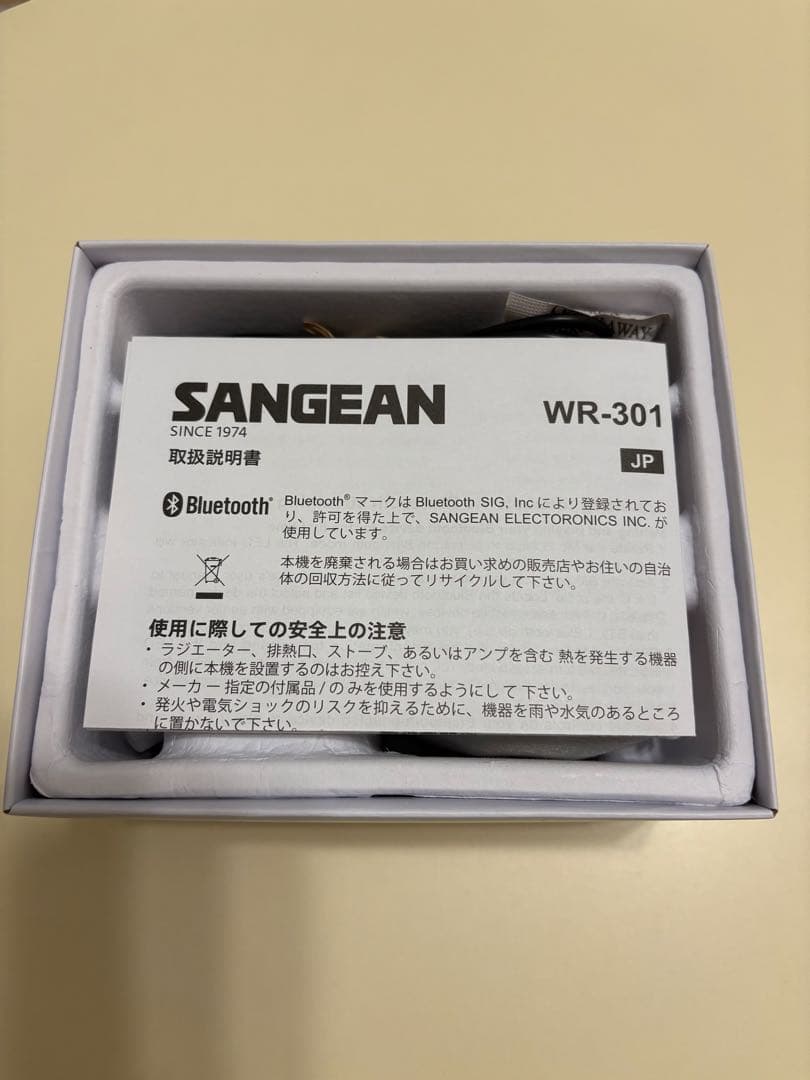 AWAY
SANGEAN
SINCE 1974
WR-301
取扱説明書
JP
Bluetooth®
Bluetooth® マークは Bluetooth SIG, Inc により登録されてお
り、許可を得た上で、SANGEAN ELECTORONICS INC. が
使用しています。
本機を廃棄される場合はお買い求めの販売店やお住いの自治
体の回収方法に従ってリサイクルして下さい。
使用に際しての安全上の注意
・ラジエーター、排熱口、ストーブ、あるいはアンプを含む 熱を発生する機器
の側に本機を設置するのはお控え下さい。
・メーカ ー 指定の付属品 / の みを使用するようにし て 下さい。
・発火や電気ショックのリスクを抑えるために、機器を雨や水気のあるところ
に置かないで下さい。